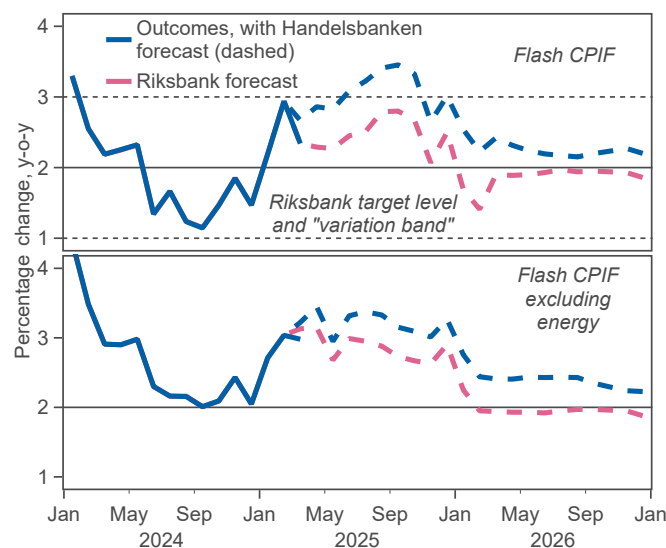 Percentage change, y-o-y
4
3
2
1
Outcomes, with Handelsbanken
forecast (dashed)
Riksbank forecast
Flash CPIF
Riksbank target level
and "variation band"
4
3
2
1
Flash CPIF
excluding
energy
Jan May Sep Jan May Sep Jan May Sep Jan
2024 2025 2026